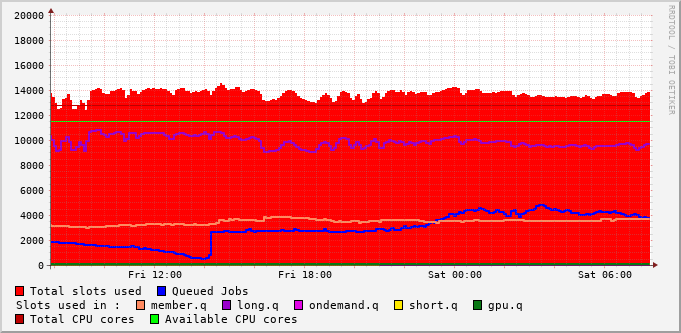 20000
18000
16000
14000
12000
10000
8000
6000
4000
2000
0
Fri 12:00 Fri 18:00 Sat 00:00 Sat 06:00
RRDTOOL / TOBI OETIKER
Total slots used Queued Jobs
Slots used in : member.q long.q ondemand.q short.q gpu.q
Total CPU cores Available CPU cores